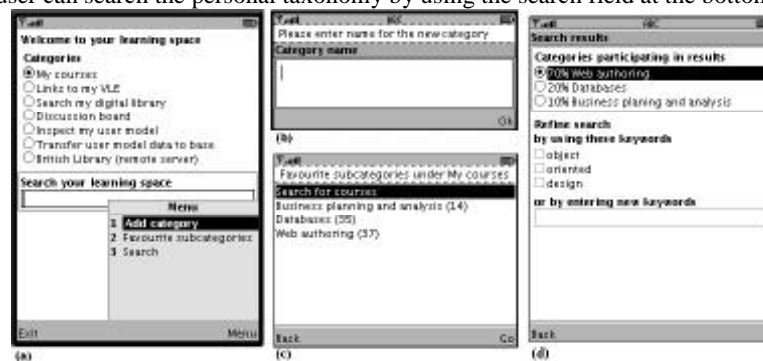 user can search the personal taxonomy by using the search field at the bottom
Welcome to your learning space
Categories
My courses
Links to my VLE
Search my digital library
Discussion board
Inspect my user model
Transfer user model data to base
British Library (remote server)
Search your learning space
Menu
1 Add category
2 Favourite subcategories
3 Search
Exit
Menu
(a)
ABC
Please enter name for the new category
Category name
Ok
(b)
Favourite subcategories under My courses
Search for courses
Business planning and analysis (14)
Databases (35)
Web authoring (37)
Back
Go
(c)
ABC
Search results
Categories participating in results
70% Web authoring
20% Databases
10% Business planing and analysis
Refine search
by using these keywords
object
oriented
design
or by entering new keywords
Back
(d)